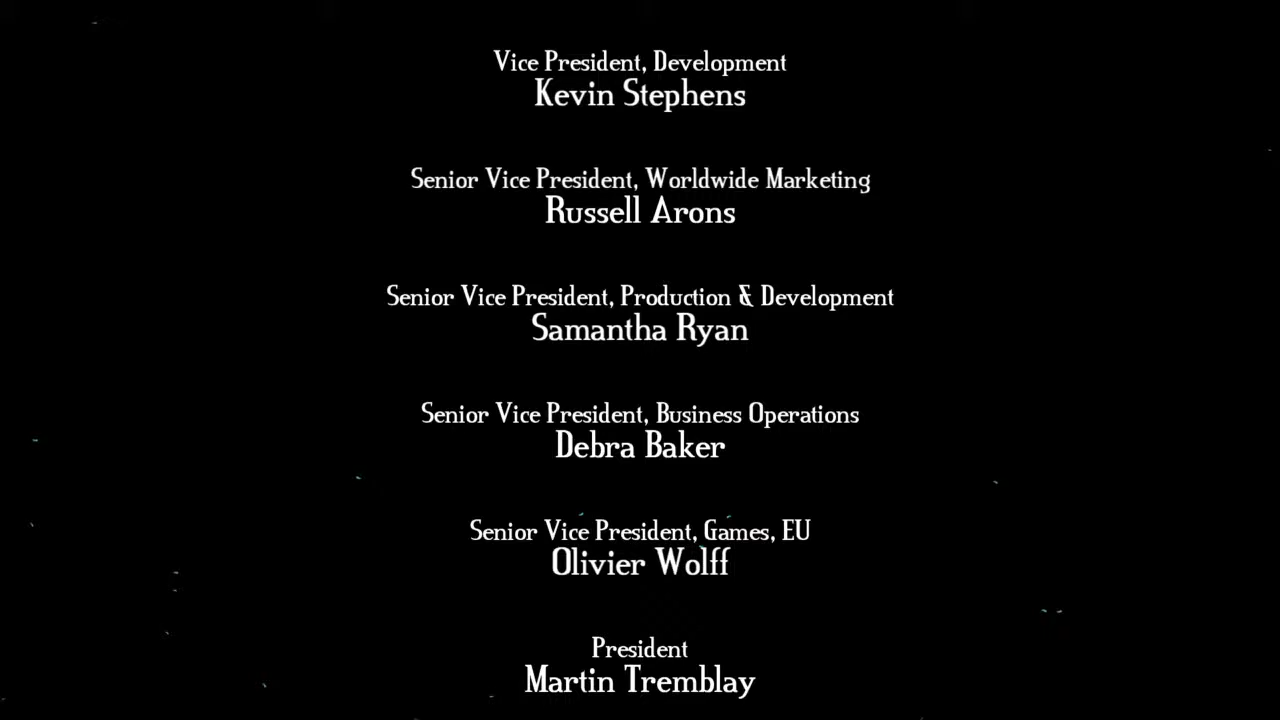 Vice President, Development
Kevin Stephens
Senior Vice President, Worldwide Marketing
Russell Arons
Senior Vice President, Production & Development
Samantha Ryan
Senior Vice President, Business Operations
Debra Baker
Senior Vice President, Games, EU
Olivier Wolff
President
Martin Tremblay